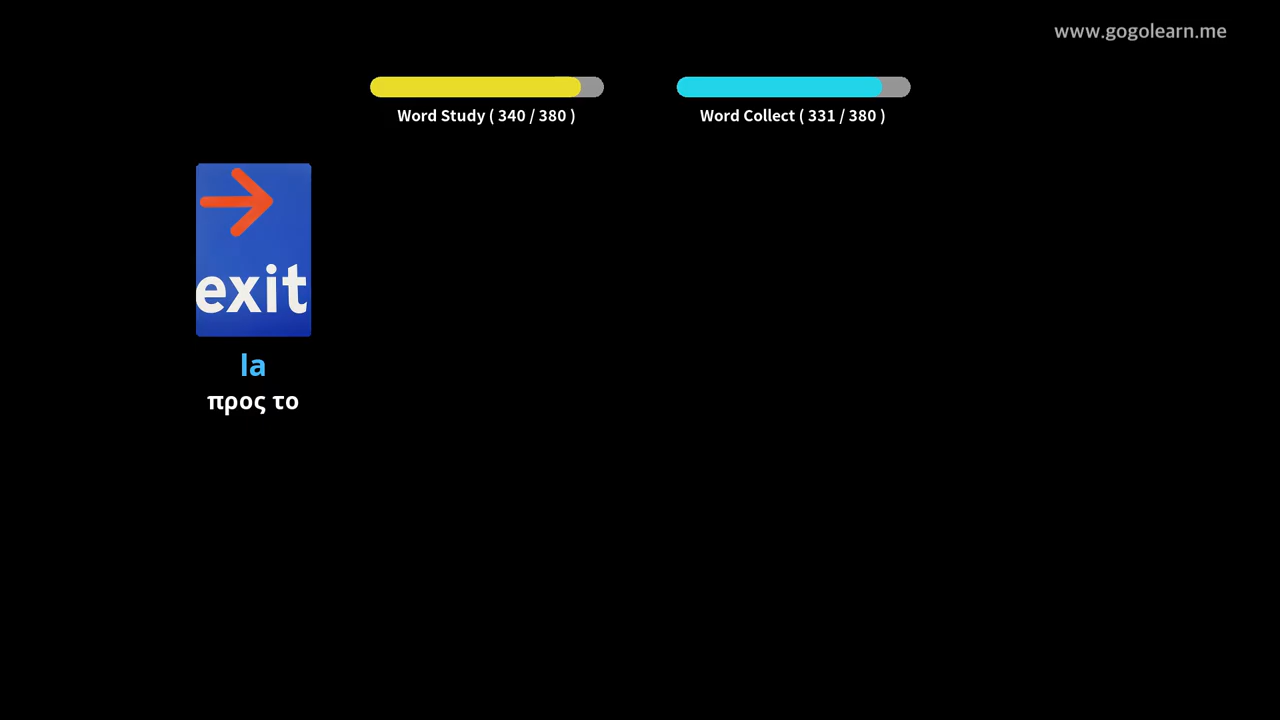 www.gogolearn.me
Word Study ( 340 / 380 )
Word Collect ( 331 / 380 )
exit
la
προς το